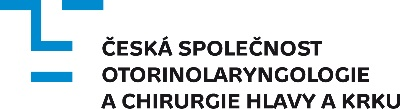 ČESKÁ SPOLEČNOST
OTORINOLARYNGOLOGIE
A CHIRURGIE HLAVY A KRKU